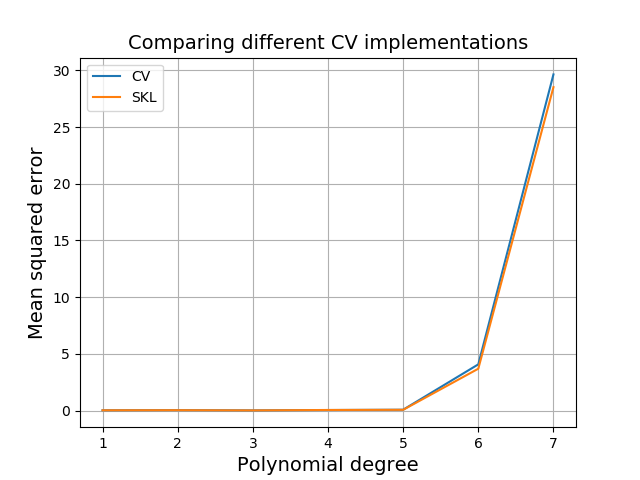 Comparing different CV implementations
CV
SKL
Mean squared error
30
25
20
15
10
5
0
1 2 3 4 5 6 7
Polynomial degree